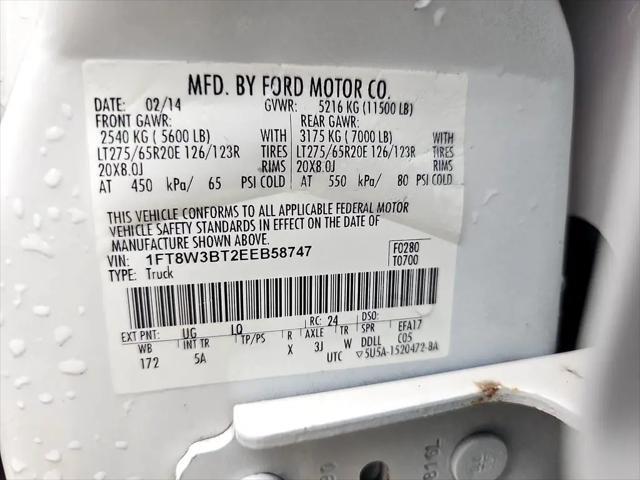 MFD. BY FORD MOTOR CO.
DATE: 02/14 GVWR: 5216 KG (11500 LB)
FRONT GAWR: REAR GAWR:
2540 KG ( 5600 LB) WITH 3175 KG ( 7000 LB) WITH
LT275/65R20E 126/123R TIRES LT275/65R20E 126/123R TIRES
20X8.0J RIMS 20X8.0J RIMS
AT 450 kPa/ 65 PSI COLD AT 550 kPa/ 80 PSI COLD
THIS VEHICLE CONFORMS TO ALL APPLICABLE FEDERAL MOTOR
VEHICLE SAFETY STANDARDS IN EFFECT ON THE DATE OF
MANUFACTURE SHOWN ABOVE.
VIN: 1FT8W3BT2EEB58747 F0280
TYPE: Truck T0700
EXT PNT: UG LQ RC: 24 DSO:
WB INT TR TP/PS R AXLE TR SPR EFA17
172 5A X 3J W DDLL C05
UTC ▽5U5A-1520472-BA
816L